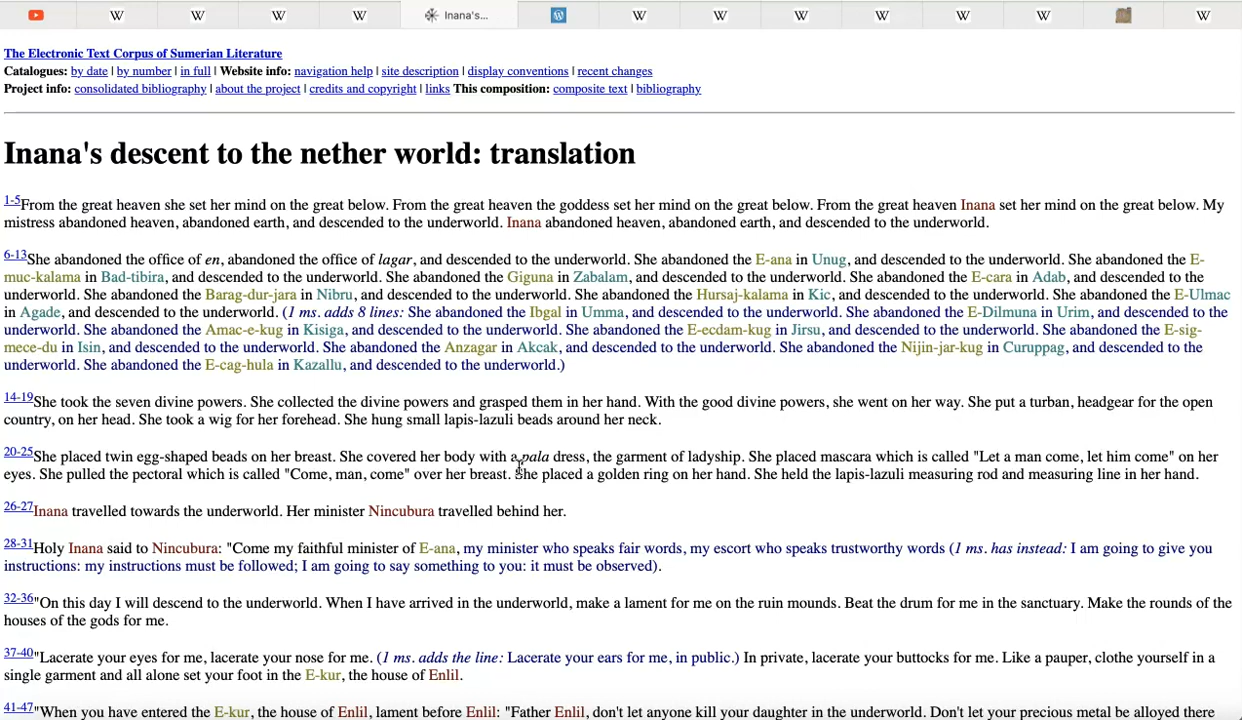 Inana's...
The Electronic Text Corpus of Sumerian Literature
Catalogues: by date | by number | in full | Website info: navigation help | site description | display conventions | recent changes
Project info: consolidated bibliography | about the project | credits and copyright | links This composition: composite text | bibliography
Inana's descent to the nether world: translation
1-5From the great heaven she set her mind on the great below. From the great heaven the goddess set her mind on the great below. From the great heaven Inana set her mind on the great below. My
mistress abandoned heaven, abandoned earth, and descended to the underworld. Inana abandoned heaven, abandoned earth, and descended to the underworld.
6-13She abandoned the office of en, abandoned the office of lagar, and descended to the underworld. She abandoned the E-ana in Unug, and descended to the underworld. She abandoned the E-
muc-kalama in Bad-tibira, and descended to the underworld. She abandoned the Giguna in Zabalam, and descended to the underworld. She abandoned the E-cara in Adab, and descended to the
underworld. She abandoned the Barag-dur-jara in Nibru, and descended to the underworld. She abandoned the Hursaj-kalama in Kic, and descended to the underworld. She abandoned the E-Ulmac
in Agade, and descended to the underworld. (1 ms. adds 8 lines: She abandoned the Ibgal in Umma, and descended to the underworld. She abandoned the E-Dilmuna in Urim, and descended to the
underworld. She abandoned the Amac-e-kug in Kisiga, and descended to the underworld. She abandoned the E-ecdam-kug in Jirsu, and descended to the underworld. She abandoned the E-sig-
mece-du in Isin, and descended to the underworld. She abandoned the Anzagar in Akcak, and descended to the underworld. She abandoned the Nijin-jar-kug in Curuppag, and descended to the
underworld. She abandoned the E-cag-hula in Kazallu, and descended to the underworld.)
14-19She took the seven divine powers. She collected the divine powers and grasped them in her hand. With the good divine powers, she went on her way. She put a turban, headgear for the open
country, on her head. She took a wig for her forehead. She hung small lapis-lazuli beads around her neck.
20-25She placed twin egg-shaped beads on her breast. She covered her body with a pala dress, the garment of ladyship. She placed mascara which is called "Let a man come, let him come" on her
eyes. She pulled the pectoral which is called "Come, man, come" over her breast. She placed a golden ring on her hand. She held the lapis-lazuli measuring rod and measuring line in her hand.
26-27Inana travelled towards the underworld. Her minister Nincubura travelled behind her.
28-31Holy Inana said to Nincubura: "Come my faithful minister of E-ana, my minister who speaks fair words, my escort who speaks trustworthy words (1 ms. has instead: I am going to give you
instructions: my instructions must be followed; I am going to say something to you: it must be observed).
32-36"On this day I will descend to the underworld. When I have arrived in the underworld, make a lament for me on the ruin mounds. Beat the drum for me in the sanctuary. Make the rounds of the
houses of the gods for me.
37-40"Lacerate your eyes for me, lacerate your nose for me. (1 ms. adds the line: Lacerate your ears for me, in public.) In private, lacerate your buttocks for me. Like a pauper, clothe yourself in a
single garment and all alone set your foot in the E-kur, the house of Enlil.
41-47"When you have entered the E-kur, the house of Enlil, lament before Enlil: "Father Enlil, don't let anyone kill your daughter in the underworld. Don't let your precious metal be alloyed there